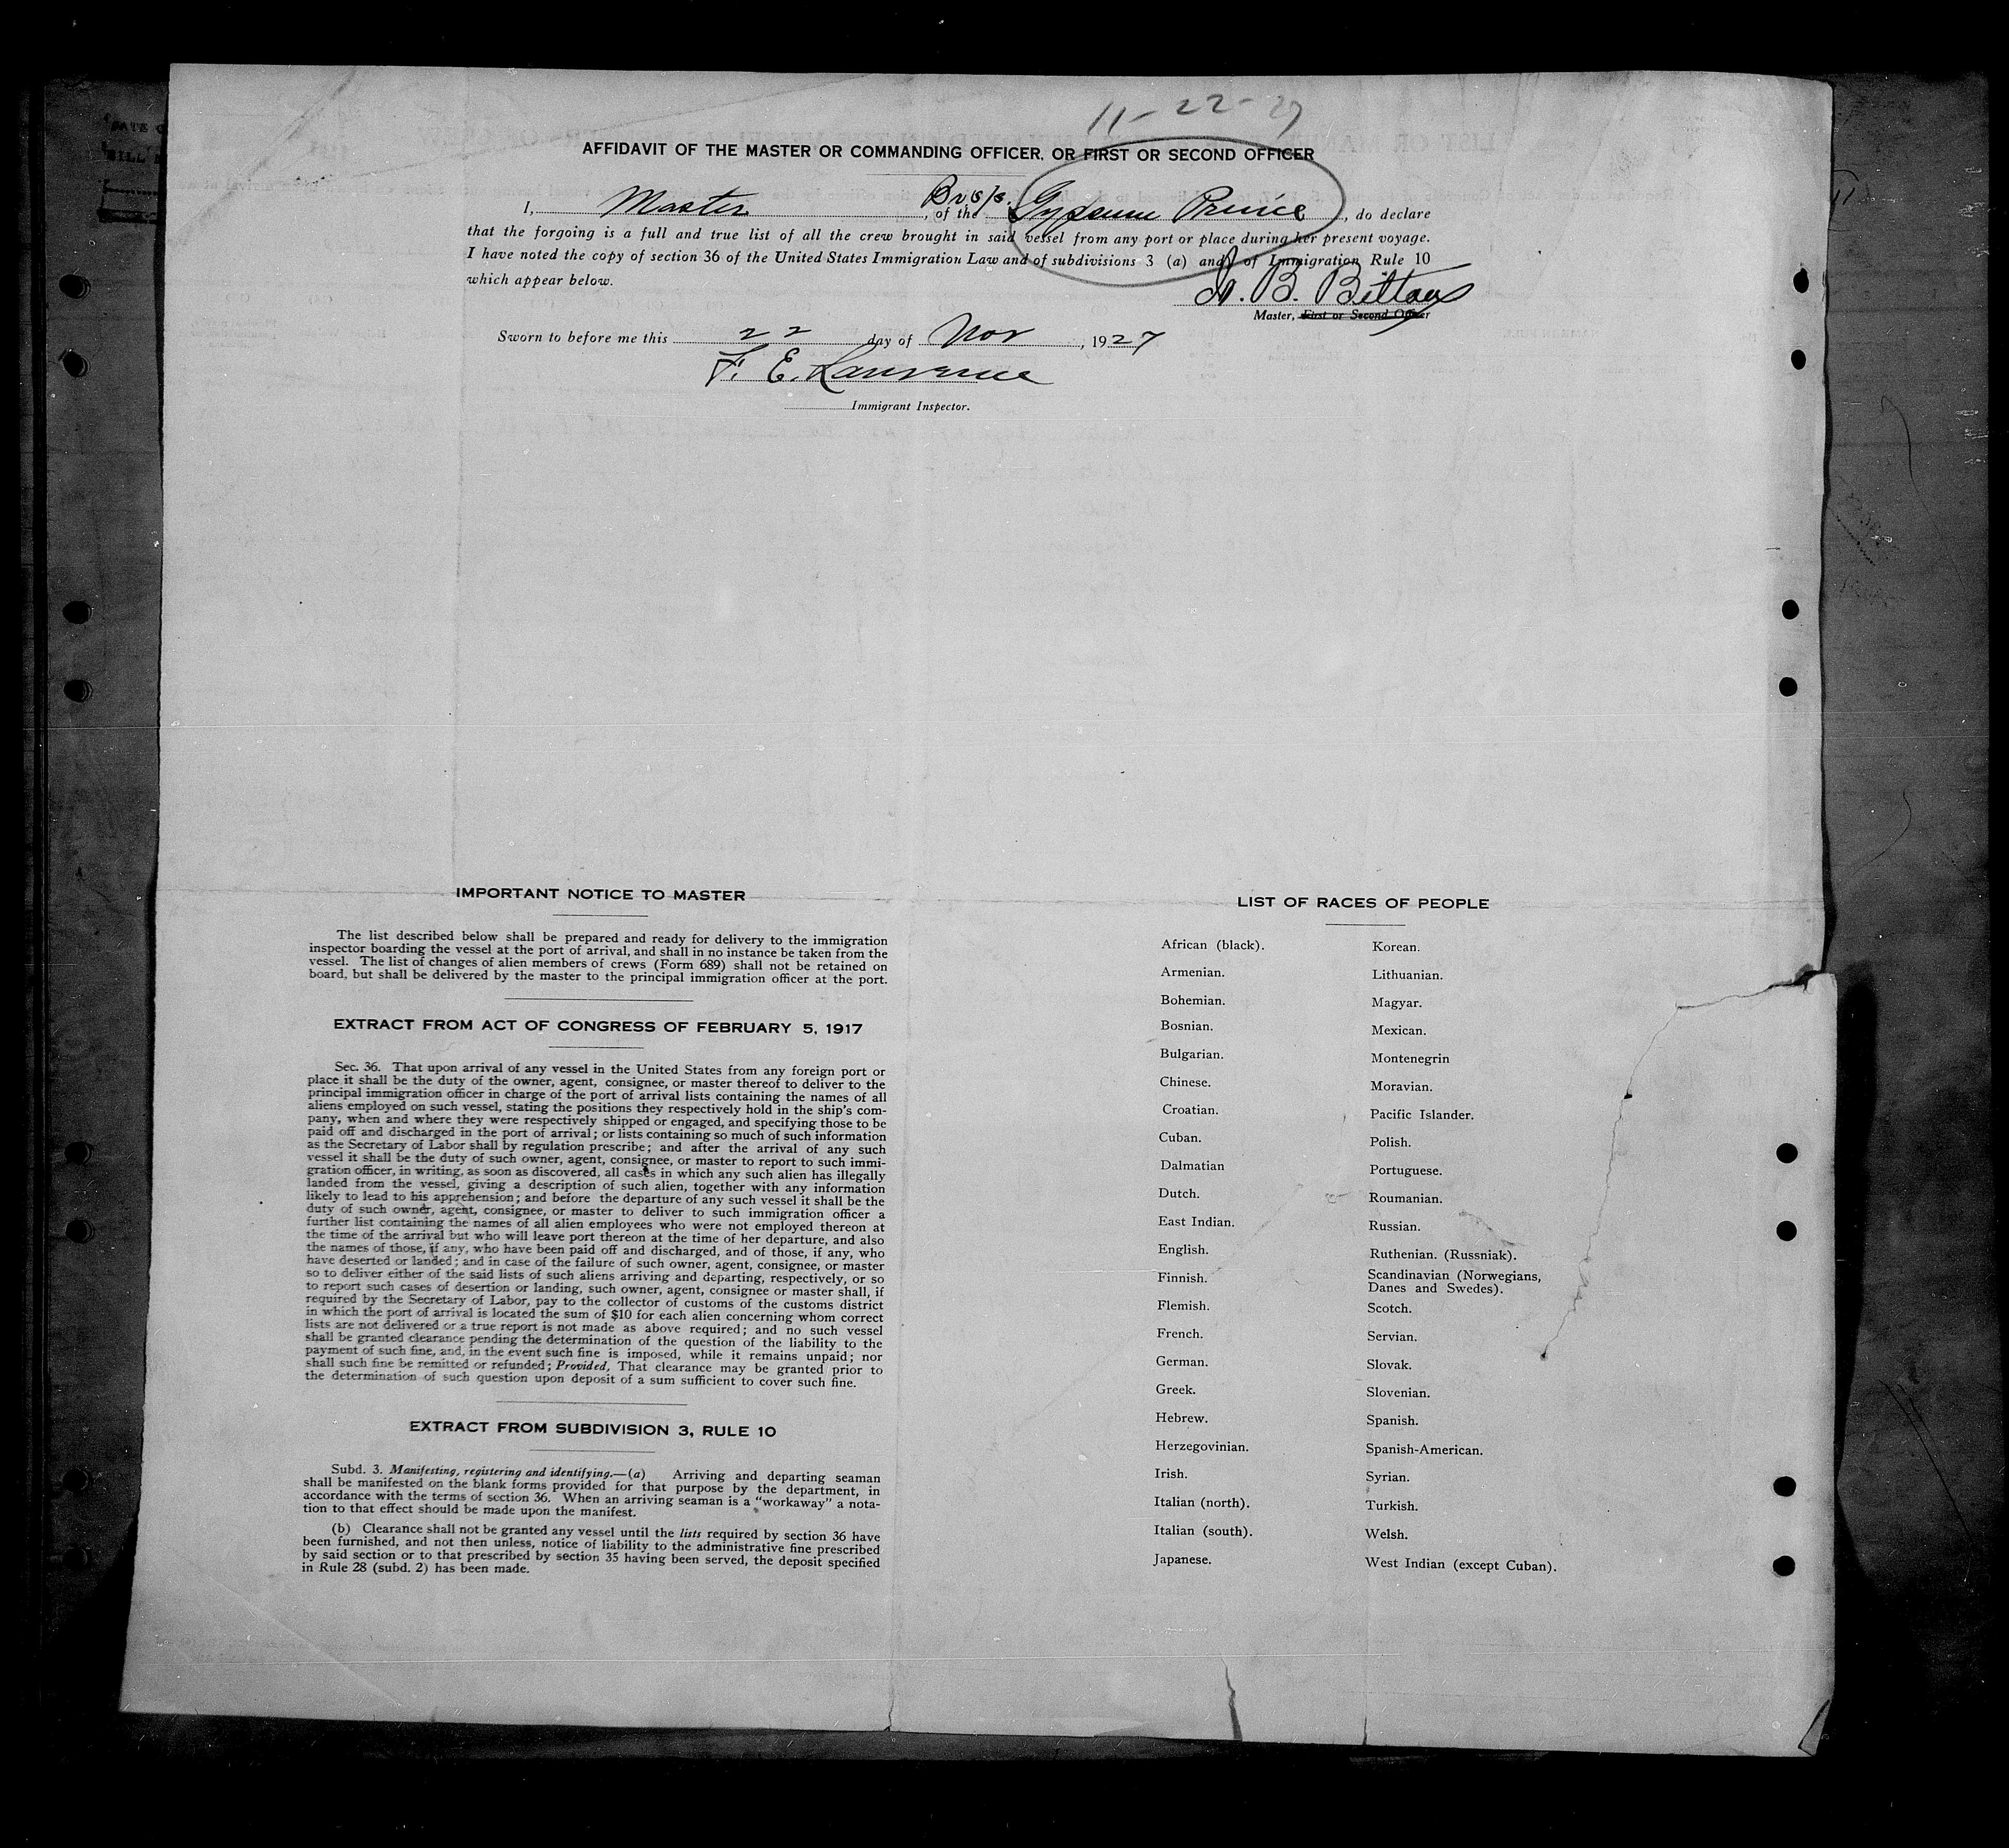 11-22-27
AFFIDAVIT OF THE MASTER OR COMMANDING OFFICER, OR FIRST OR SECOND OFFICER
I, Master, of the Br s/s. Gypsum Prince, do declare
that the forgoing is a full and true list of all the crew brought in said vessel from any port or place during her present voyage.
I have noted the copy of section 36 of the United States Immigration Law and of subdivisions 3 (a) and of Immigration Rule 10
which appear below.
Master, First or Second Officer
Sworn to before me this 22 day of Nov, 1927
F. E. Lawrence
Immigrant Inspector.
IMPORTANT NOTICE TO MASTER
The list described below shall be prepared and ready for delivery to the immigration
inspector boarding the vessel at the port of arrival, and shall in no instance be taken from the
vessel. The list of changes of alien members of crews (Form 689) shall not be retained on
board, but shall be delivered by the master to the principal immigration officer at the port.
EXTRACT FROM ACT OF CONGRESS OF FEBRUARY 5, 1917
Sec. 36. That upon arrival of any vessel in the United States from any foreign port or
place it shall be the duty of the owner, agent, consignee, or master thereof to deliver to the
principal immigration officer in charge of the port of arrival lists containing the names of all
aliens employed on such vessel, stating the positions they respectively hold in the ship's com-
pany, when and where they were respectively shipped or engaged, and specifying those to be
paid off and discharged in the port of arrival; or lists containing so much of such information
as the Secretary of Labor shall by regulation prescribe; and after the arrival of any such
vessel it shall be the duty of such owner, agent, consignee, or master to report to such immi-
gration officer, in writing, as soon as discovered, all cases in which any such alien has illegally
landed from the vessel, giving a description of such alien, together with any information
likely to lead to his apprehension; and before the departure of any such vessel it shall be the
duty of such owner, agent, consignee, or master to deliver to such immigration officer a
further list containing the names of all alien employees who were not employed thereon at
the time of the arrival but who will leave port thereon at the time of her departure, and also
the names of those, if any, who have been paid off and discharged, and of those, if any, who
have deserted or landed; and in case of the failure of such owner, agent, consignee, or master
so to deliver either of the said lists of such aliens arriving and departing, respectively, or so
to report such cases of desertion or landing, such owner, agent, consignee or master shall, if
required by the Secretary of Labor, pay to the collector of customs of the customs district
in which the port of arrival is located the sum of $10 for each alien concerning whom correct
lists are not delivered or a true report is not made as above required; and no such vessel
shall be granted clearance pending the determination of the question of the liability to the
payment of such fine, and, in the event such fine is imposed, while it remains unpaid; nor
shall such fine be remitted or refunded; Provided, That clearance may be granted prior to
the determination of such question upon deposit of a sum sufficient to cover such fine.
EXTRACT FROM SUBDIVISION 3, RULE 10
Subd. 3. Manifesting, registering and identifying.—(a) Arriving and departing seaman
shall be manifested on the blank forms provided for that purpose by the department, in
accordance with the terms of section 36. When an arriving seaman is a "workaway" a nota-
tion to that effect should be made upon the manifest.
(b) Clearance shall not be granted any vessel until the lists required by section 36 have
been furnished, and not then unless, notice of liability to the administrative fine prescribed
by said section or to that prescribed by section 35 having been served, the deposit specified
in Rule 28 (subd. 2) has been made.
LIST OF RACES OF PEOPLE
African (black).
Armenian.
Bohemian.
Bosnian.
Bulgarian.
Chinese.
Croatian.
Cuban.
Dalmatian
Dutch.
East Indian.
English.
Finnish.
Flemish.
French.
German.
Greek.
Hebrew.
Herzegovinian.
Irish.
Italian (north).
Italian (south).
Japanese.
Korean.
Lithuanian.
Magyar.
Mexican.
Montenegrin
Moravian.
Pacific Islander.
Polish.
Portuguese.
Roumanian.
Russian.
Ruthenian. (Russniak).
Scandinavian (Norwegians,
Danes and Swedes).
Scotch.
Servian.
Slovak.
Slovenian.
Spanish.
Spanish-American.
Syrian.
Turkish.
Welsh.
West Indian (except Cuban).